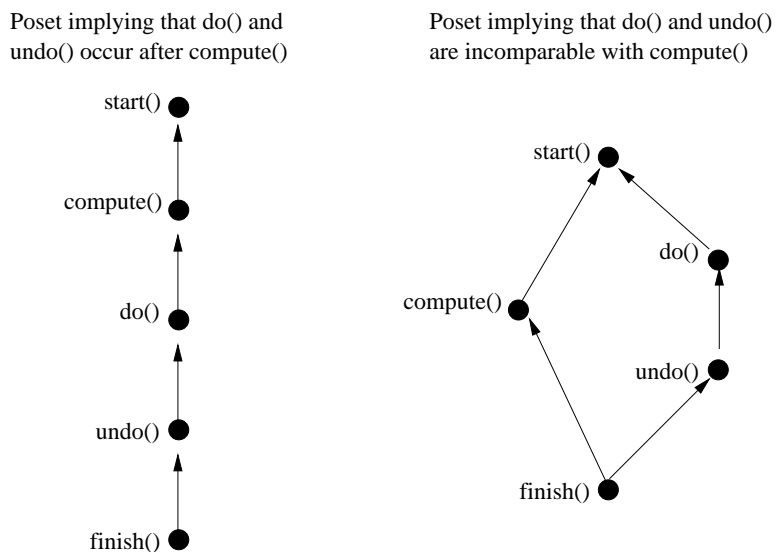 Poset implying that do() and
undo() occur after compute()
start()
compute()
do()
undo()
finish()
Poset implying that do() and undo()
are incomparable with compute()
start()
do()
compute()
undo()
finish()